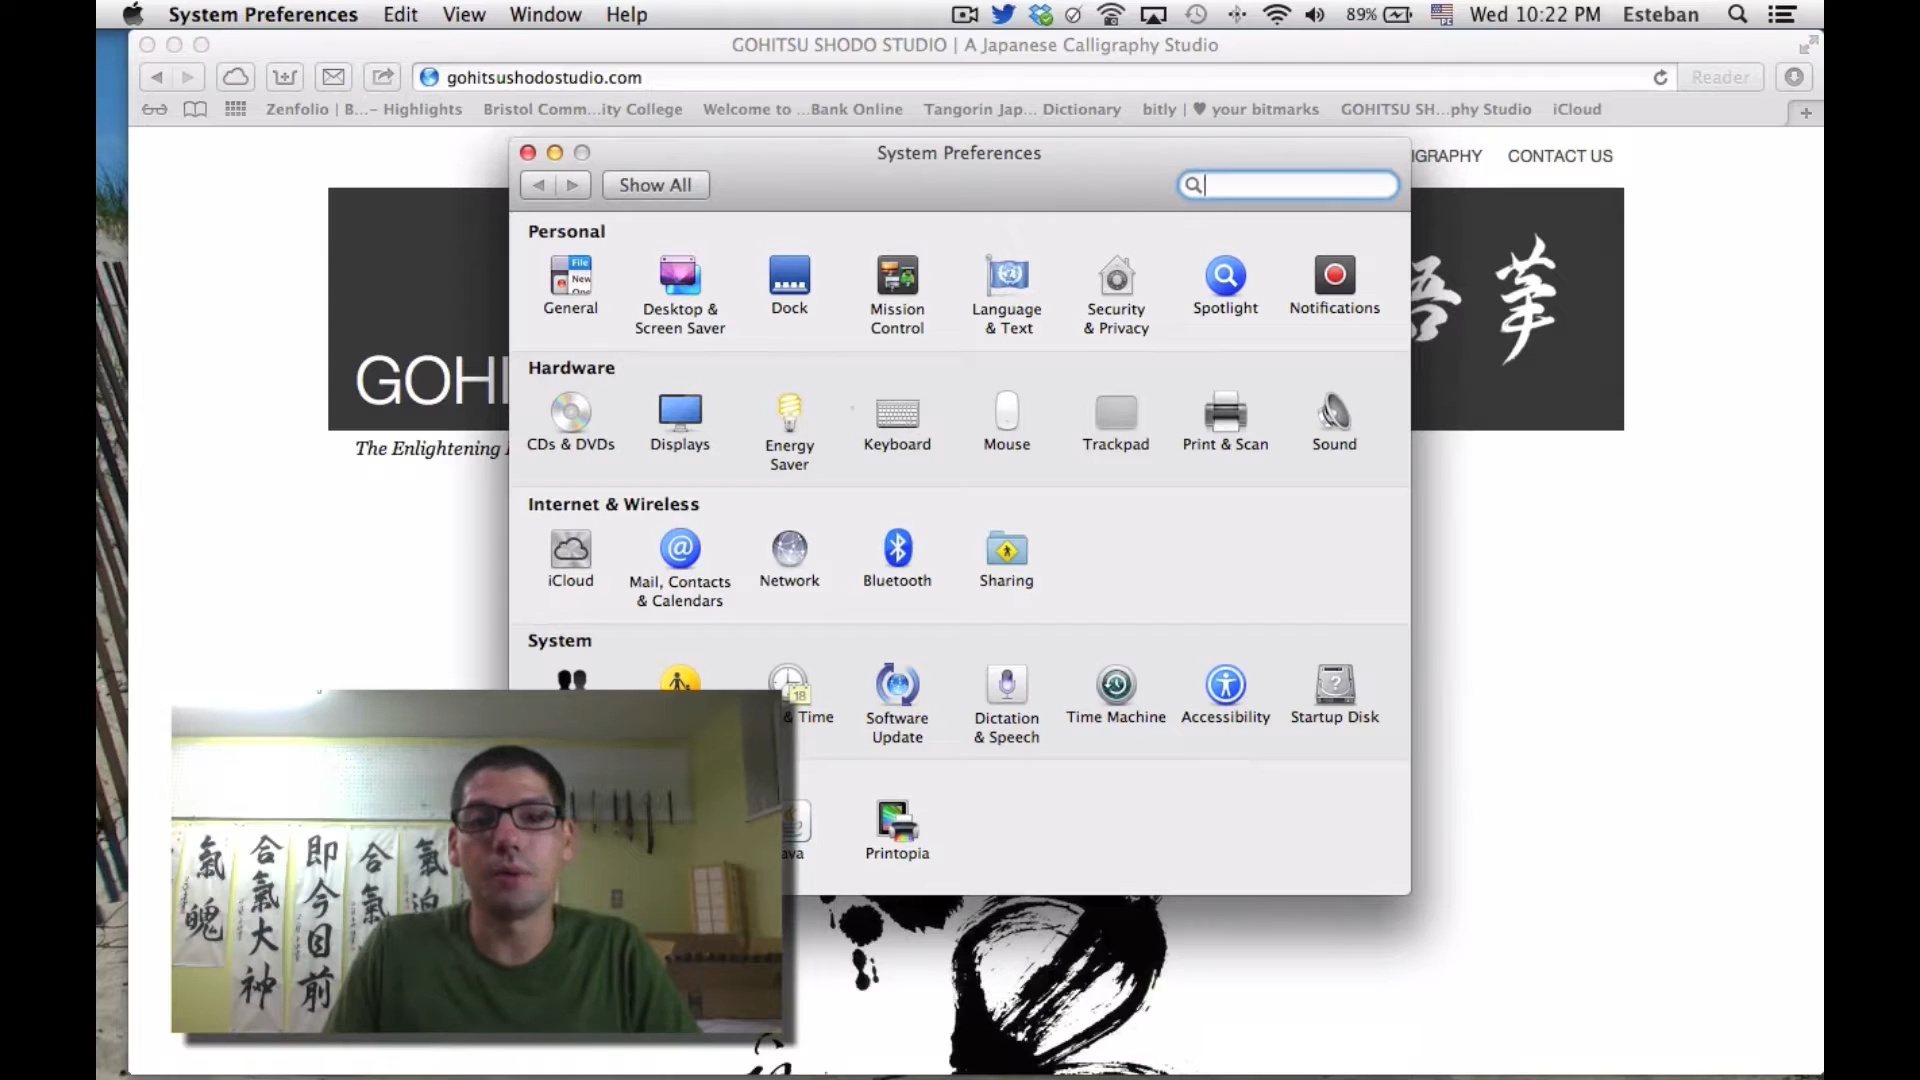 System Preferences Edit View Window Help
89% Wed 10:22 PM Esteban
GOHITSU SHODO STUDIO | A Japanese Calligraphy Studio
gohitsushodostudio.com
Reader
Zenfolio | B...– Highlights Bristol Comm...ity College Welcome to ...Bank Online Tangorin Jap... Dictionary bitly | ♥ your bitmarks GOHITSU SH...phy Studio iCloud
System Preferences
IGRAPHY CONTACT US
Show All
Personal
File
New
General
Desktop & Screen Saver
Dock
Mission Control
Language & Text
Security & Privacy
Spotlight
Notifications
GOHI
The Enlightening
Hardware
CDs & DVDs
Displays
Energy Saver
Keyboard
Mouse
Trackpad
Print & Scan
Sound
Internet & Wireless
iCloud
Mail, Contacts & Calendars
Network
Bluetooth
Sharing
System
18
& Time
Software Update
Dictation & Speech
Time Machine
Accessibility
Startup Disk
ava
Printopia
合氣大神
即今目前
合氣